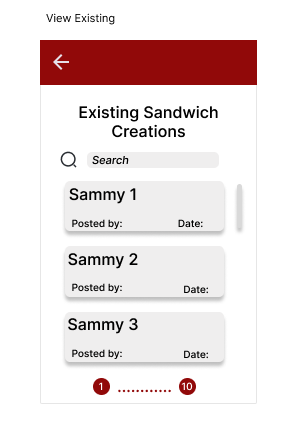 View Existing
Existing Sandwich
Creations
Search
Sammy 1
Posted by: Date:
Sammy 2
Posted by: Date:
Sammy 3
Posted by: Date:
1 ............ 10